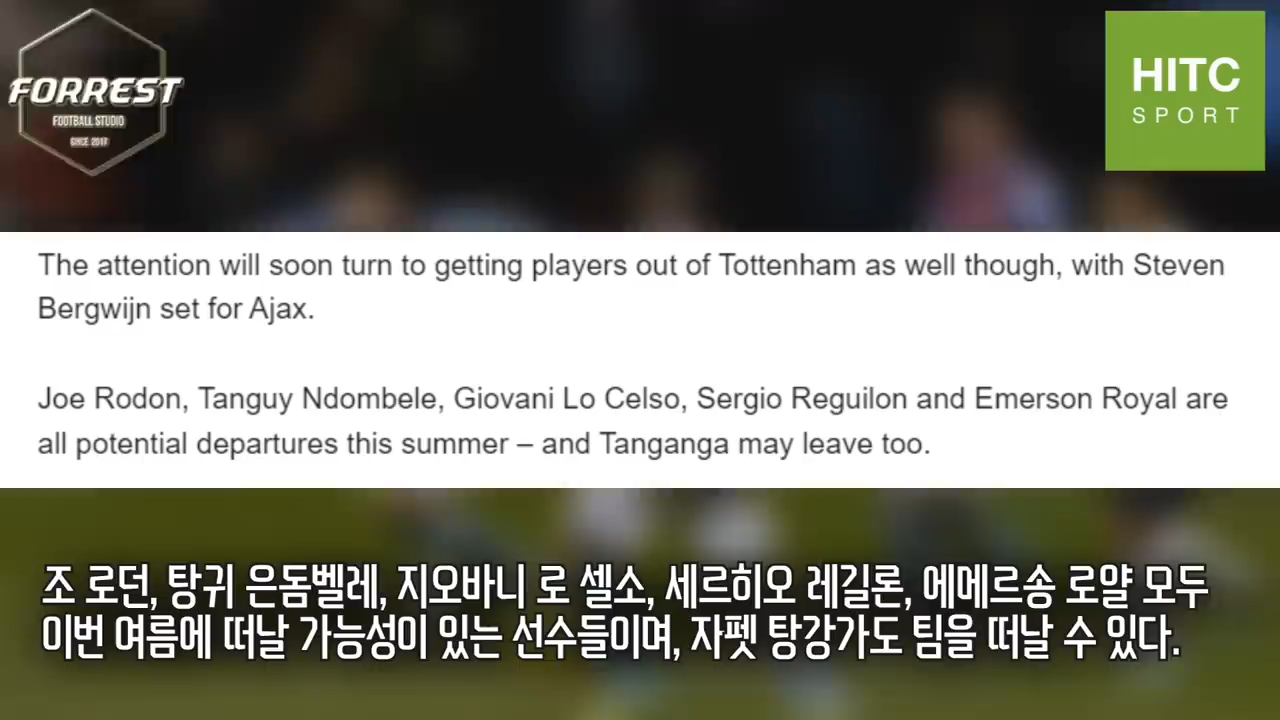 FORREST
FOOTBALL STUDIO
SINCE 2017
HITC
SPORT
The attention will soon turn to getting players out of Tottenham as well though, with Steven
Bergwijn set for Ajax.
Joe Rodon, Tanguy Ndombele, Giovani Lo Celso, Sergio Reguilon and Emerson Royal are
all potential departures this summer – and Tanganga may leave too.
조 로던, 탕귀 은돔벨레, 지오바니 로 셀소, 세르히오 레길론, 에메르송 로얄 모두
이번 여름에 떠날 가능성이 있는 선수들이며, 자펫 탕강가도 팀을 떠날 수 있다.